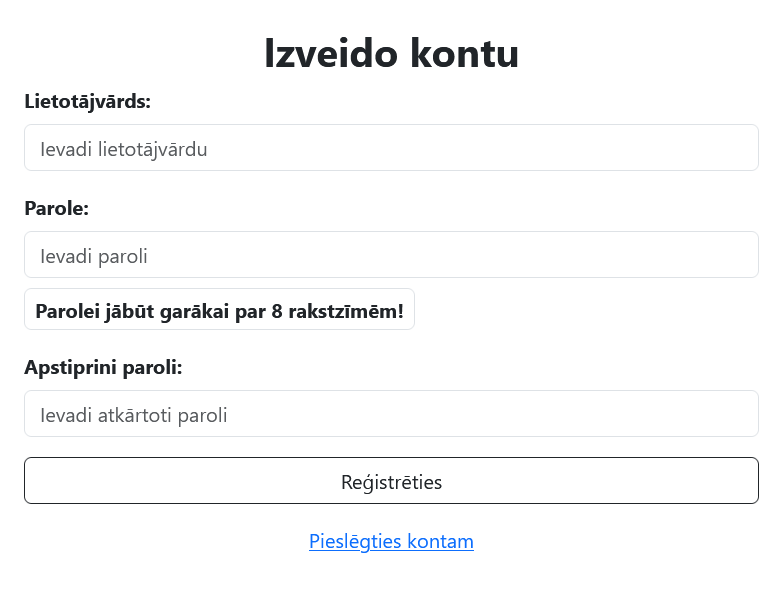 Izveido kontu
Lietotājvārds:
Ievadi lietotājvārdu
Parole:
Ievadi paroli
Parolei jābūt garākai par 8 rakstzīmēm!
Apstiprini paroli:
Ievadi atkārtoti paroli
Reģistrēties
Pieslēgties kontam